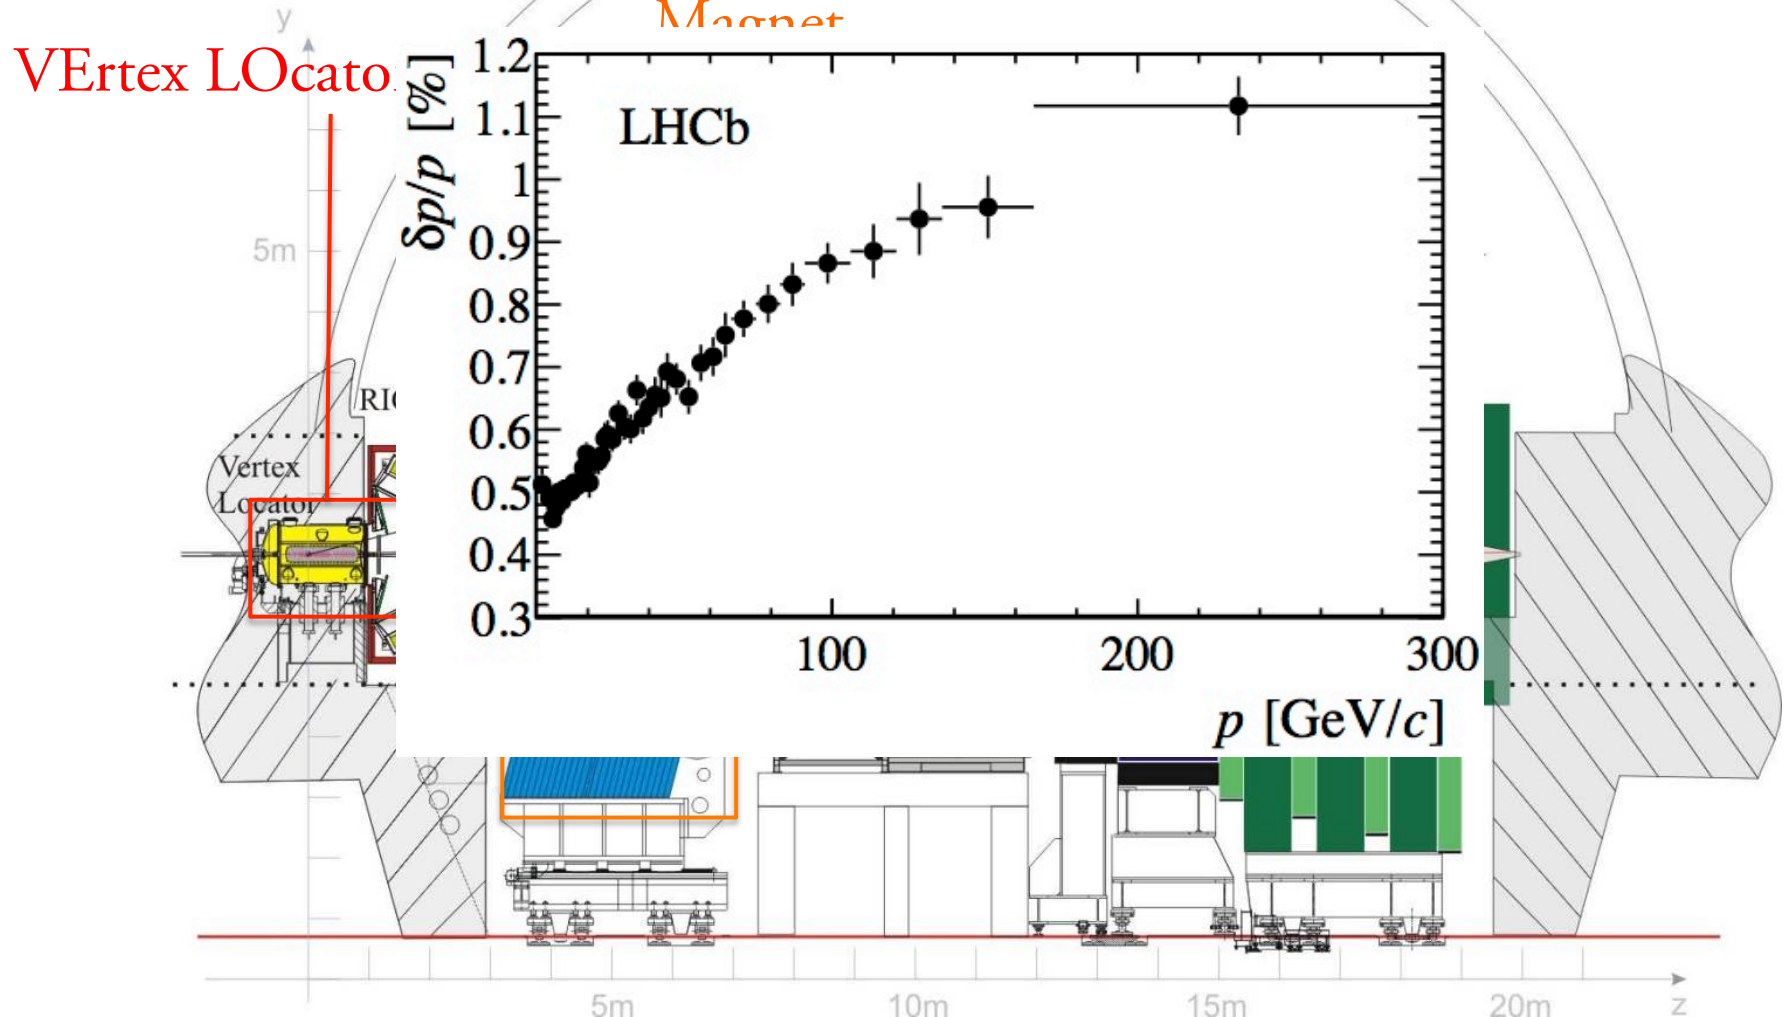 y
Magnet
VErtex LOcato
1.2
δp/p [%]
LHCb
1.1
1
0.9
5m
0.8
0.7
0.6
Vertex
Locator
0.5
0.4
0.3
100 200 300
p [GeV/c]
5m 10m 15m 20m z